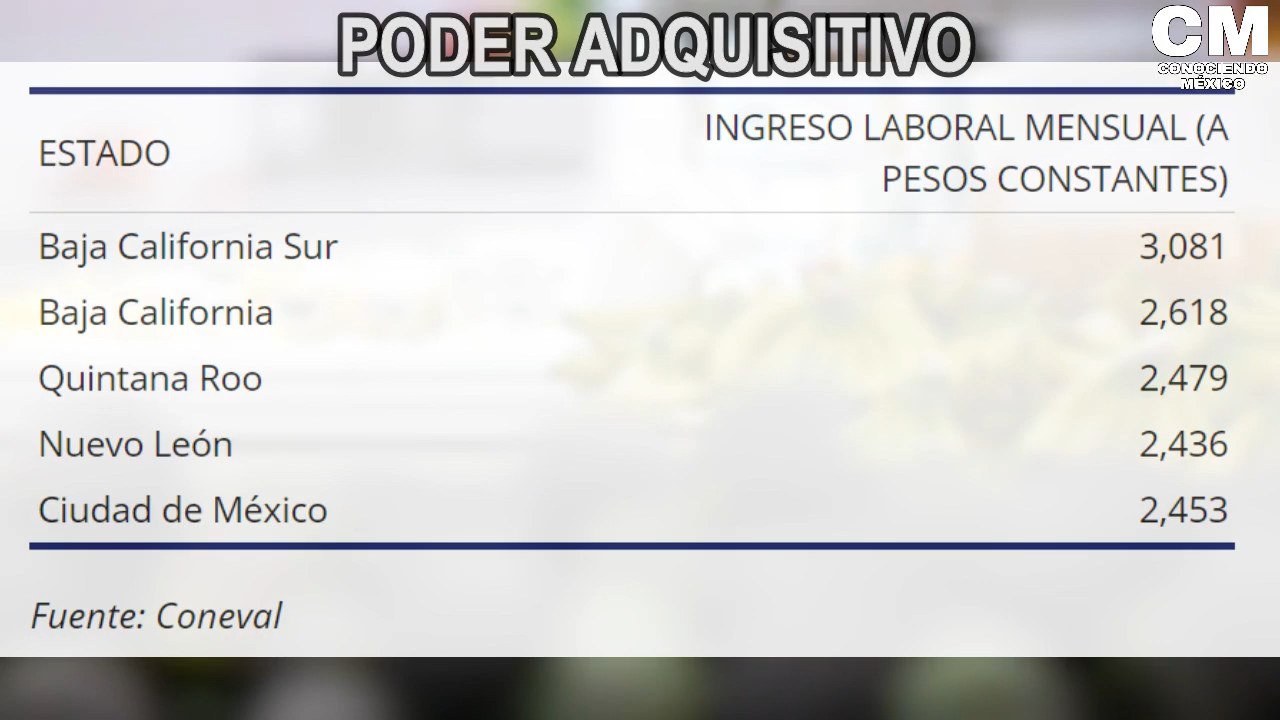 PODER ADQUISITIVO
CM
CONOCIENDO
MÉXICO
ESTADO
INGRESO LABORAL MENSUAL (A
PESOS CONSTANTES)
Baja California Sur 3,081
Baja California 2,618
Quintana Roo 2,479
Nuevo León 2,436
Ciudad de México 2,453
Fuente: Coneval